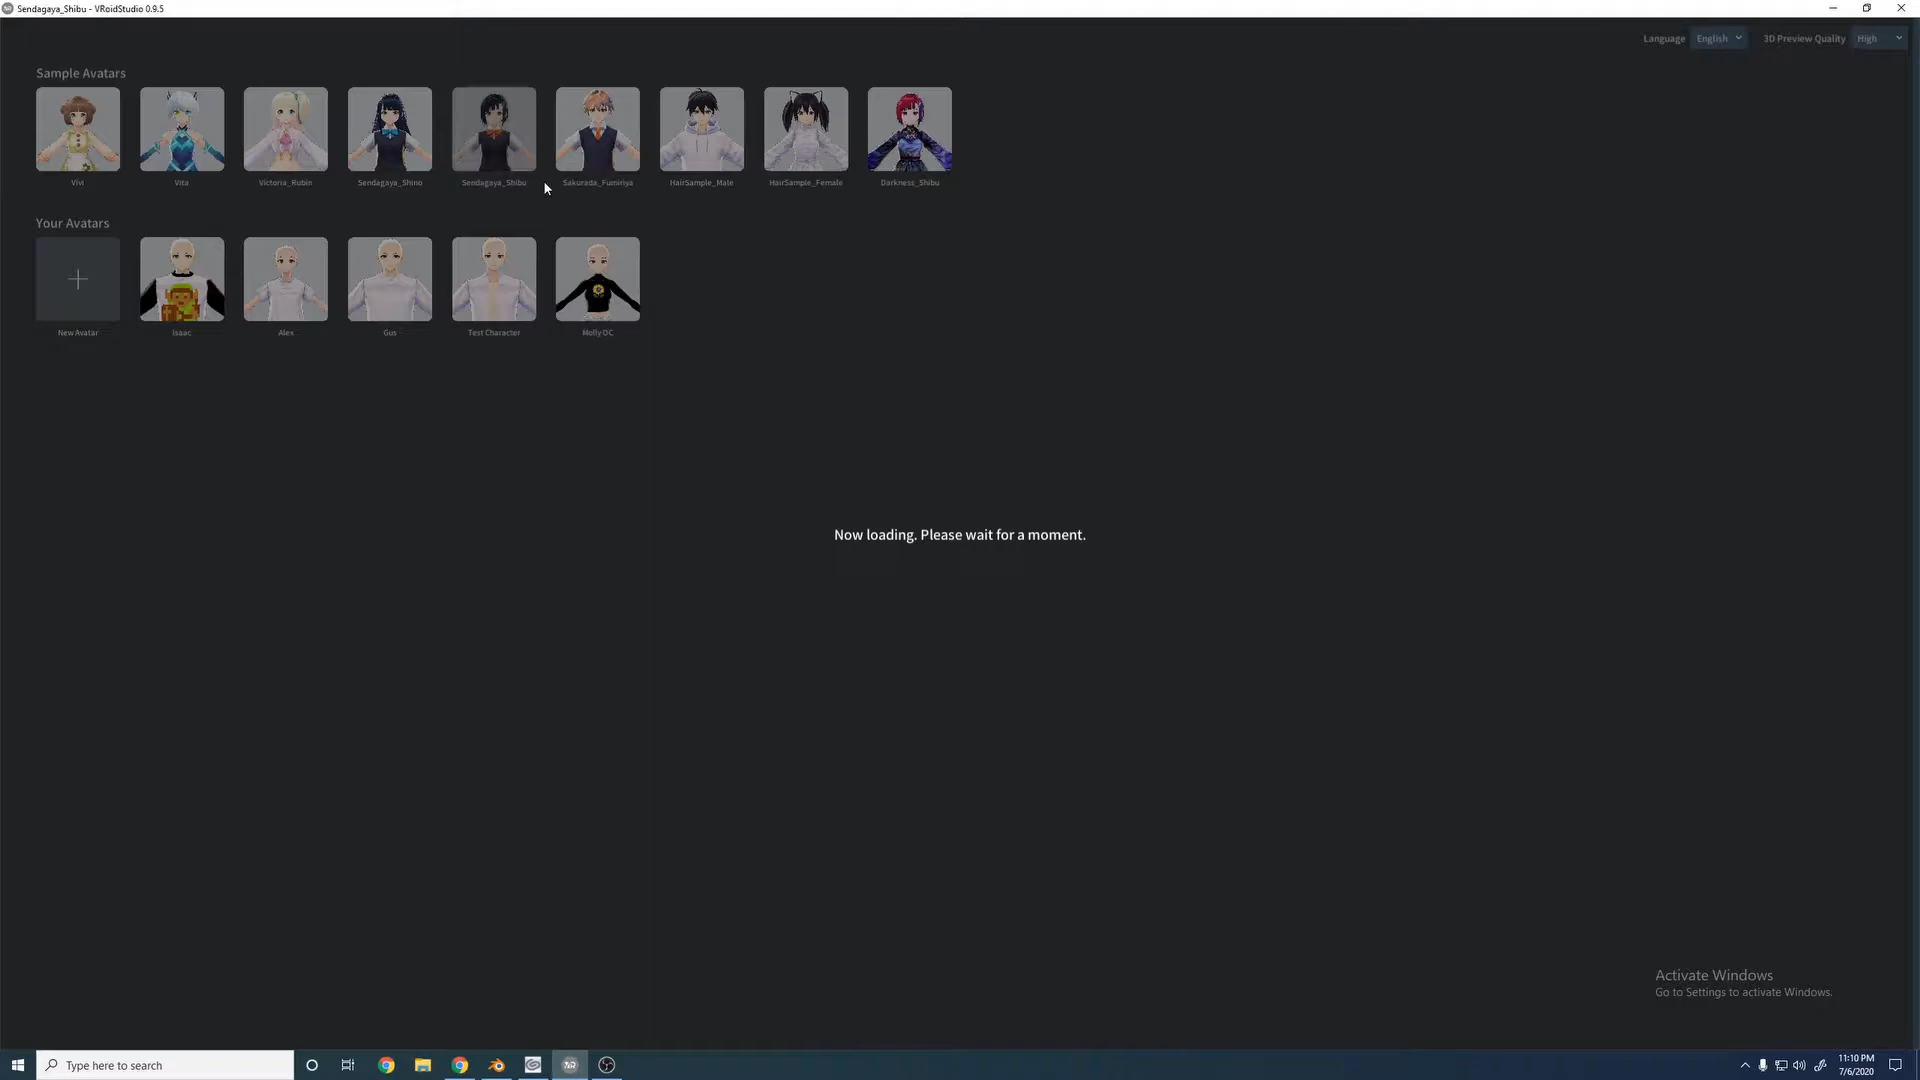 Sendagaya_Shibu - VRoidStudio 0.9.5
Language English 3D Preview Quality High
Sample Avatars
Vivi Vita Victoria_Rubin Sendagaya_Shino Sendagaya_Shibu Sakurada_Fumiriya HairSample_Male HairSample_Female Darkness_Shibu
Your Avatars
New Avatar Isaac Alex Gus Test Character Molly DC
Now loading. Please wait for a moment.
Activate Windows
Go to Settings to activate Windows.
Type here to search
11:10 PM
7/6/2020